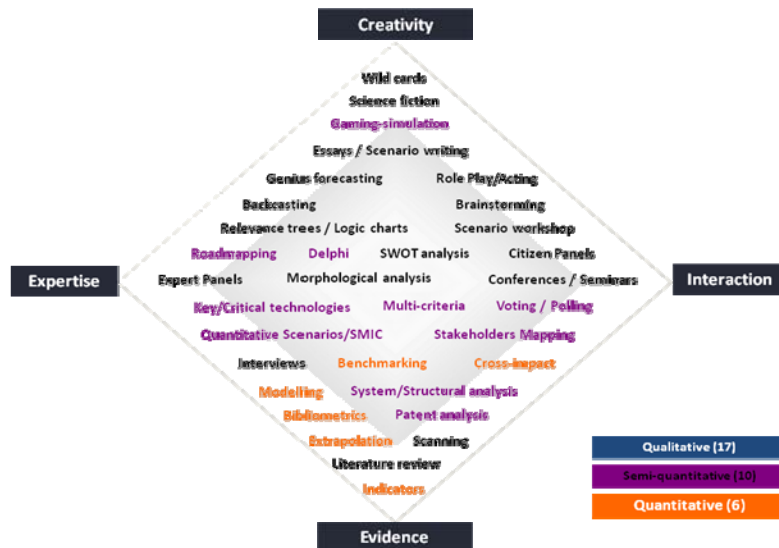 Creativity
Wild cards
Science fiction
Gaming-simulation
Essays / Scenario writing
Genius forecasting Role Play/Acting
Backcasting Brainstorming
Relevance trees / Logic charts Scenario workshop
Roadmapping Delphi SWOT analysis Citizen Panels
Expertise Expert Panels Morphological analysis Conferences / Seminars Interaction
Key/Critical technologies Multi-criteria Voting / Polling
Quantitative Scenarios/SMIC Stakeholders Mapping
Interviews Benchmarking Cross-impact
Modelling System/Structural analysis
Bibliometrics Patent analysis
Extrapolation Scanning
Literature review
Indicators
Evidence
Qualitative (17)
Semi-quantitative (10)
Quantitative (6)